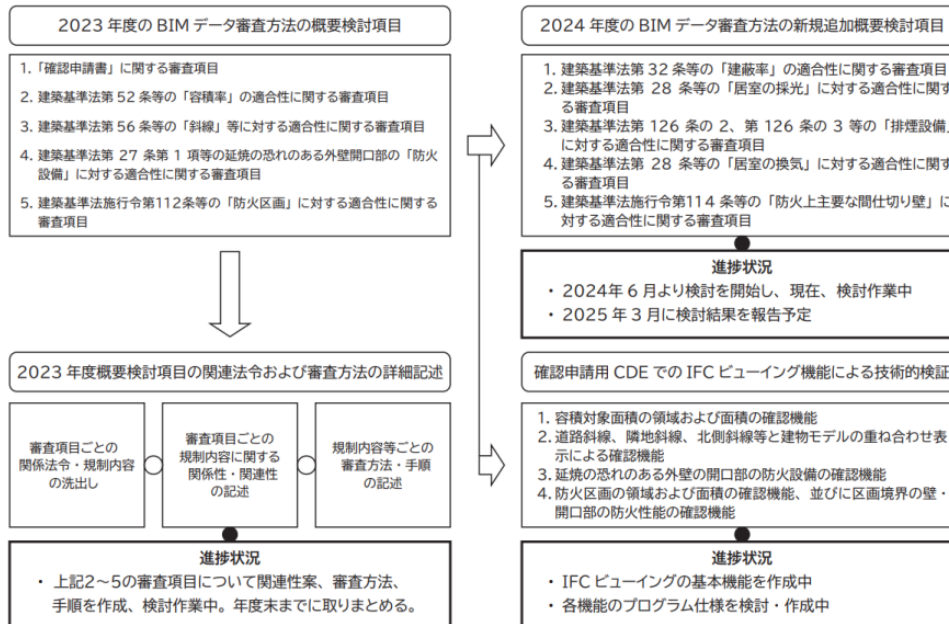 2023 年度の BIM データ審査方法の概要検討項目
1. 「確認申請書」に関する審査項目
2. 建築基準法第 52 条等の「容積率」の適合性に関する審査項目
3. 建築基準法第 56 条等の「斜線」等に対する適合性に関する審査項目
4. 建築基準法第 27 条第 1 項等の延焼の恐れのある外壁開口部の「防火
設備」に対する適合性に関する審査項目
5. 建築基準法施行令第112条等の「防火区画」に対する適合性に関する
審査項目
2023 年度概要検討項目の関連法令および審査方法の詳細記述
審査項目ごとの
関係法令・規制内容
の洗出し
審査項目ごとの
規制内容に関する
関係性・関連性
の記述
規制内容等ごとの
審査方法・手順
の記述
進捗状況
・ 上記2～5の審査項目について関連性案、審査方法、
手順を作成、検討作業中。年度末までに取りまとめる。
2024 年度の BIM データ審査方法の新規追加概要検討項目
1. 建築基準法第 32 条等の「建蔽率」の適合性に関する審査項目
2. 建築基準法第 28 条等の「居室の採光」に対する適合性に関す
る審査項目
3. 建築基準法第 126 条の 2、第 126 条の 3 等の「排煙設備」
に対する適合性に関する審査項目
4. 建築基準法第 28 条等の「居室の換気」に対する適合性に関す
る審査項目
5. 建築基準法施行令第114 条等の「防火上主要な間仕切り壁」に
対する適合性に関する審査項目
進捗状況
・ 2024年 6 月より検討を開始し、現在、検討作業中
・ 2025 年 3 月に検討結果を報告予定
確認申請用 CDE での IFC ビューイング機能による技術的検証
1. 容積対象面積の領域および面積の確認機能
2. 道路斜線、隣地斜線、北側斜線等と建物モデルの重ね合わせ表
示による確認機能
3. 延焼の恐れのある外壁の開口部の防火設備の確認機能
4. 防火区画の領域および面積の確認機能、並びに区画境界の壁・
開口部の防火性能の確認機能
進捗状況
・ IFC ビューイングの基本機能を作成中
・ 各機能のプログラム仕様を検討・作成中